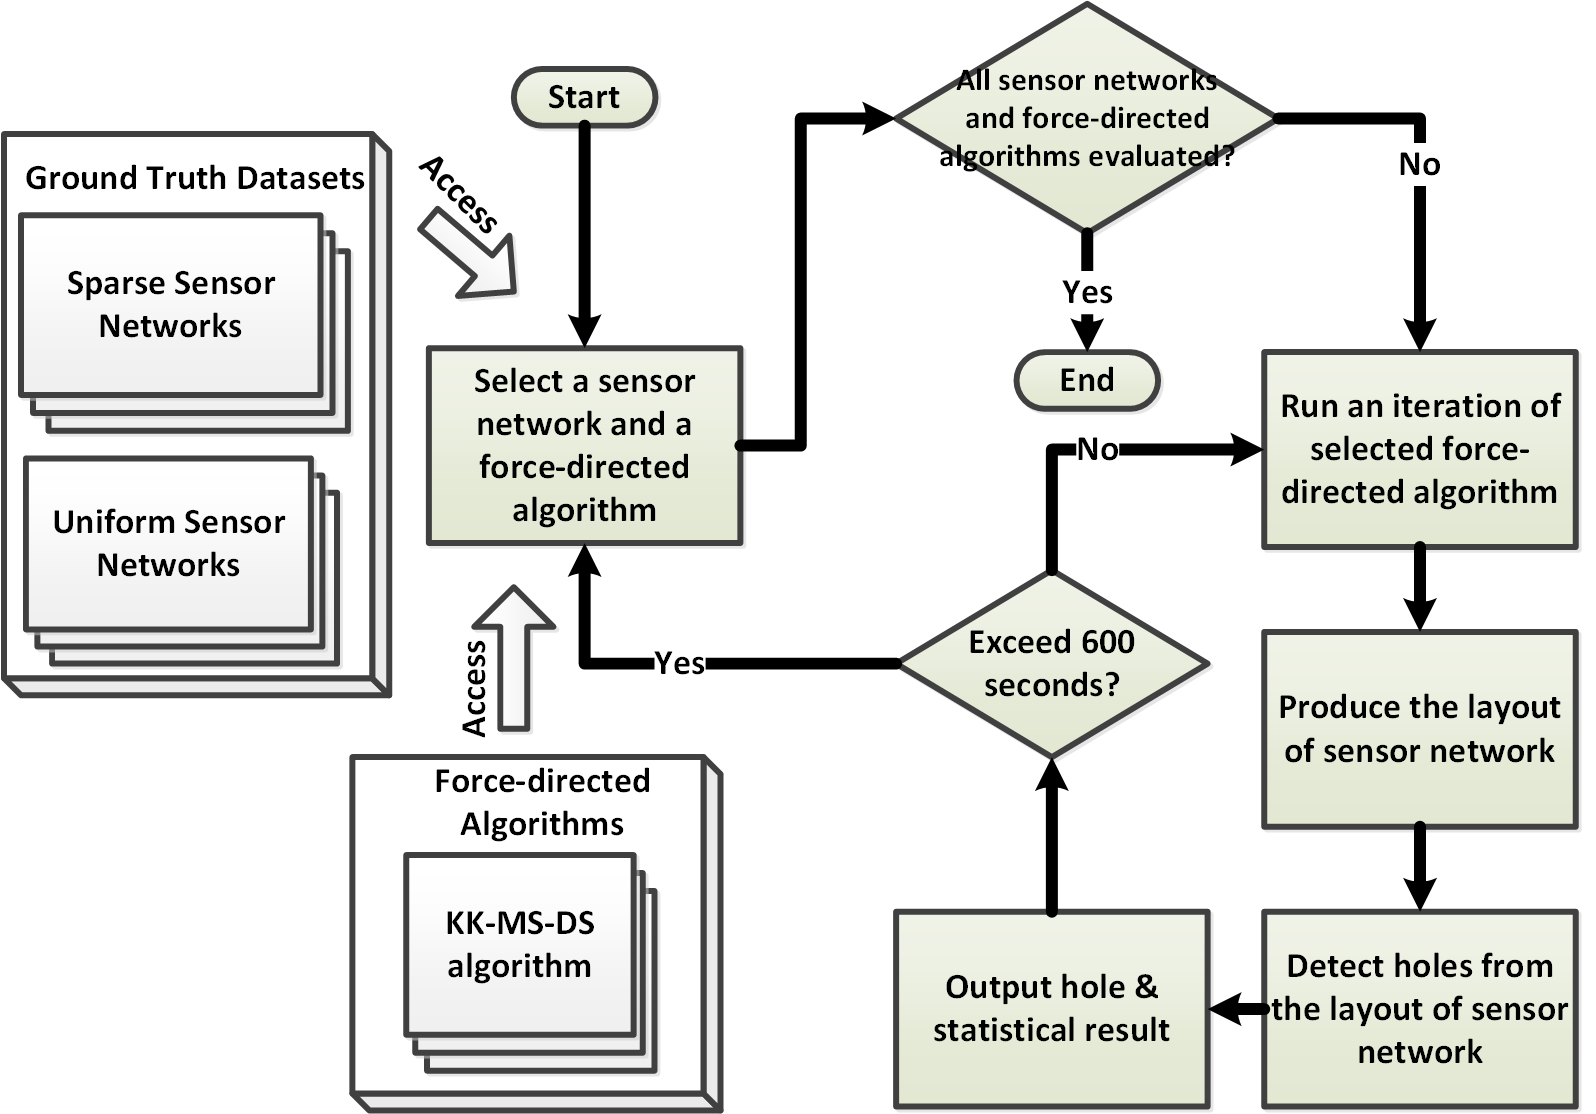 Start
All sensor networks
and force-directed
algorithms evaluated?
No
Yes
End
Ground Truth Datasets
Sparse Sensor
Networks
Uniform Sensor
Networks
Access
Select a sensor
network and a
force-directed
algorithm
Run an iteration of
selected force-
directed algorithm
No
Exceed 600
seconds?
Yes
Produce the layout
of sensor network
Access
Force-directed
Algorithms
KK-MS-DS
algorithm
Output hole &
statistical result
Detect holes from
the layout of sensor
network